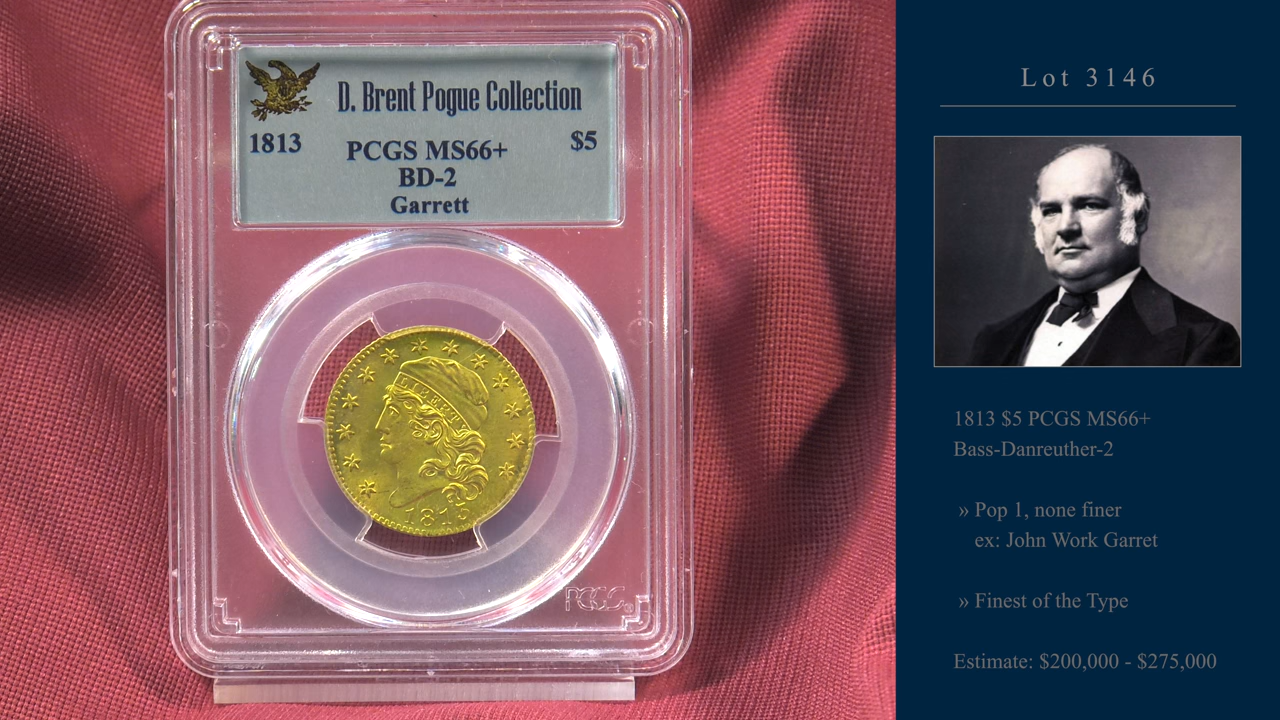 D. Brent Pogue Collection
1813 PCGS MS66+ $5
BD-2
Garrett
LIBERTY
1813
PCGS
Lot 3146
1813 $5 PCGS MS66+
Bass-Danreuther-2
» Pop 1, none finer
ex: John Work Garret
» Finest of the Type
Estimate: $200,000 - $275,000